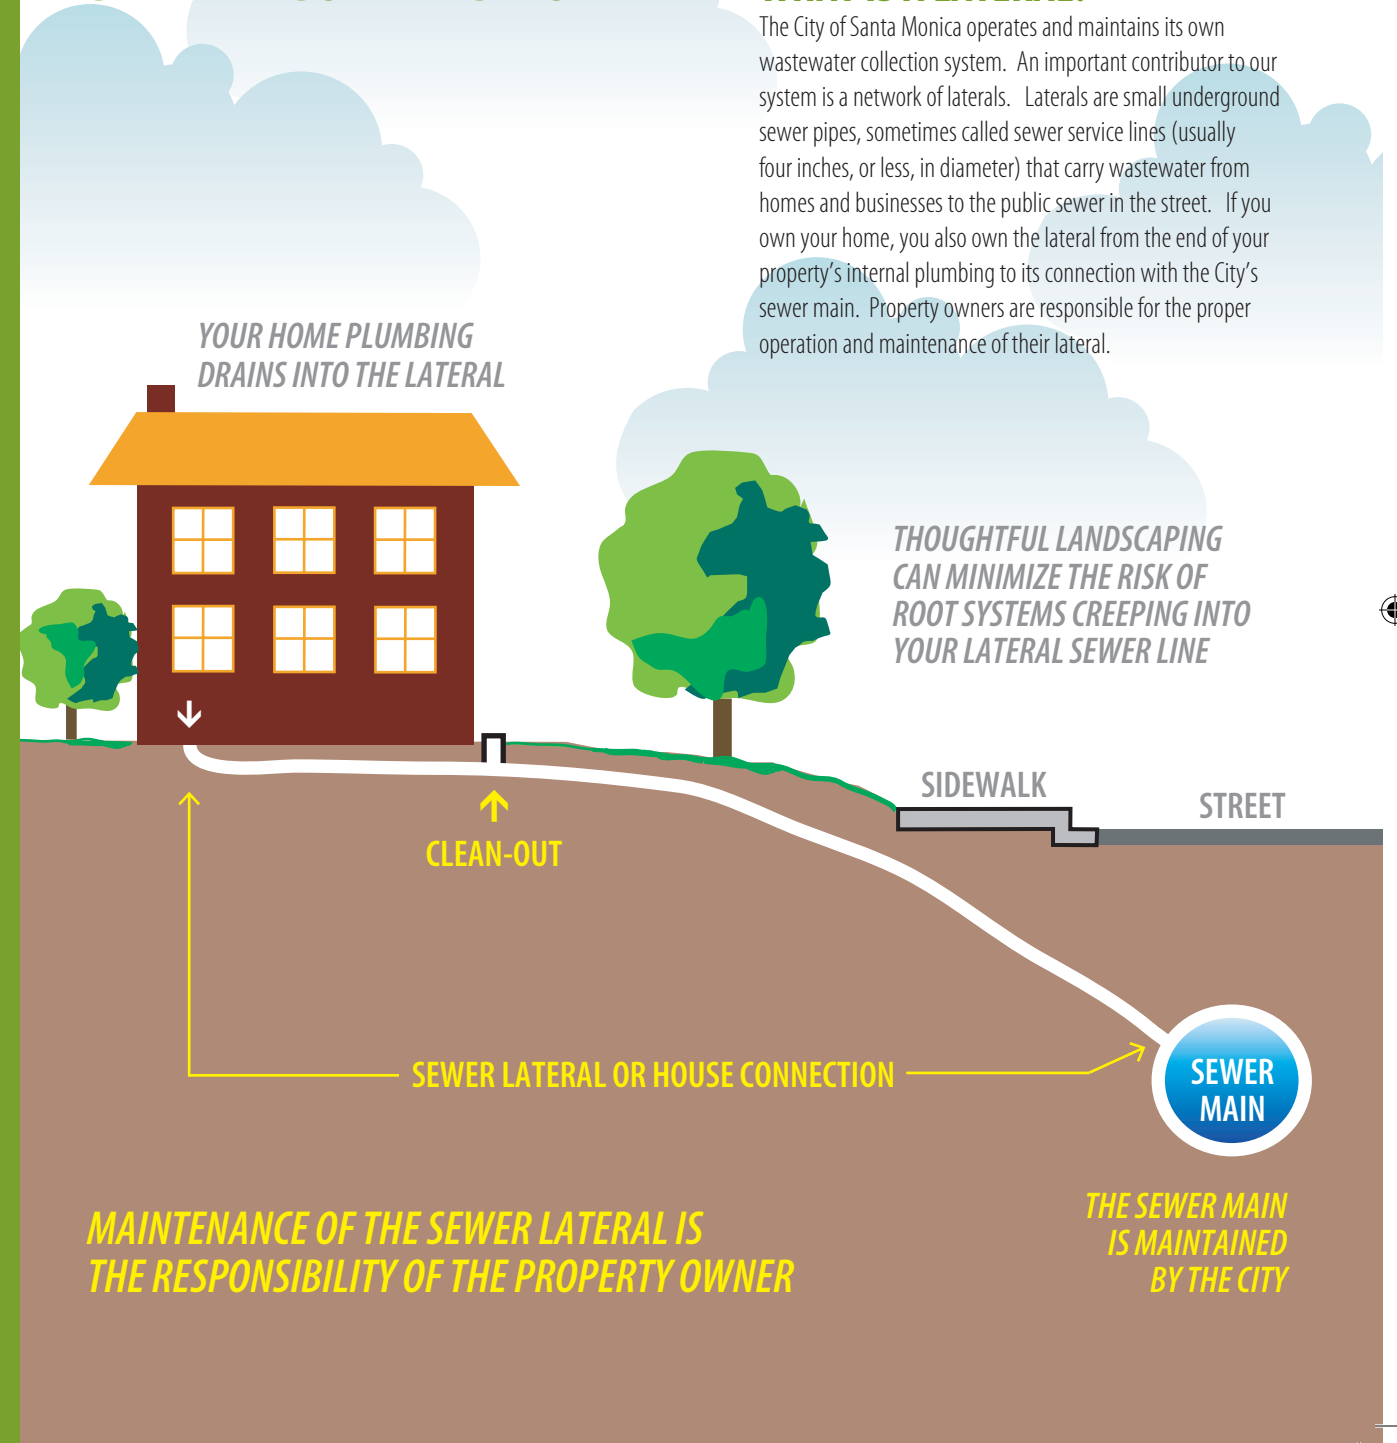 WHAT IS A LATERAL?
The City of Santa Monica operates and maintains its own
wastewater collection system.  An important contributor to our
system is a network of laterals.   Laterals are small underground
sewer pipes, sometimes called sewer service lines (usually
four inches, or less, in diameter) that carry wastewater from
homes and businesses to the public sewer in the street.   If you
own your home, you also own the lateral from the end of your
property’s internal plumbing to its connection with the City’s
sewer main.  Property owners are responsible for the proper
operation and maintenance of their lateral.
YOUR HOME PLUMBING
DRAINS INTO THE LATERAL
THOUGHTFUL LANDSCAPING
CAN MINIMIZE THE RISK OF
ROOT SYSTEMS CREEPING INTO
YOUR LATERAL SEWER LINE
SIDEWALK
STREET
CLEAN-OUT
SEWER LATERAL OR HOUSE CONNECTION
SEWER
MAIN
MAINTENANCE OF THE SEWER LATERAL IS
THE RESPONSIBILITY OF THE PROPERTY OWNER
THE SEWER MAIN
IS MAINTAINED
BY THE CITY